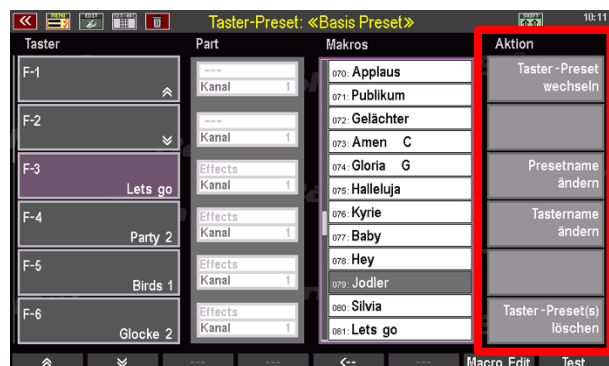 MENU EDIT Taster-Preset: «Basis Preset» SHIFT 10:11
Taster Part Makros Aktion
F-1
---
Kanal 1
F-2
---
Kanal 1
F-3
Lets go
Effects
Kanal 1
F-4
Party 2
Effects
Kanal 1
F-5
Birds 1
Effects
Kanal 1
F-6
Glocke 2
Effects
Kanal 1
070: Applaus
071: Publikum
072: Gelächter
073: Amen C
074: Gloria G
075: Halleluja
076: Kyrie
077: Baby
078: Hey
079: Jodler
080: Silvia
081: Lets go
Taster-Preset
wechseln
Presetname
ändern
Tastername
ändern
Taster-Preset(s)
löschen
--- --- <-- --- Macro Edit Test